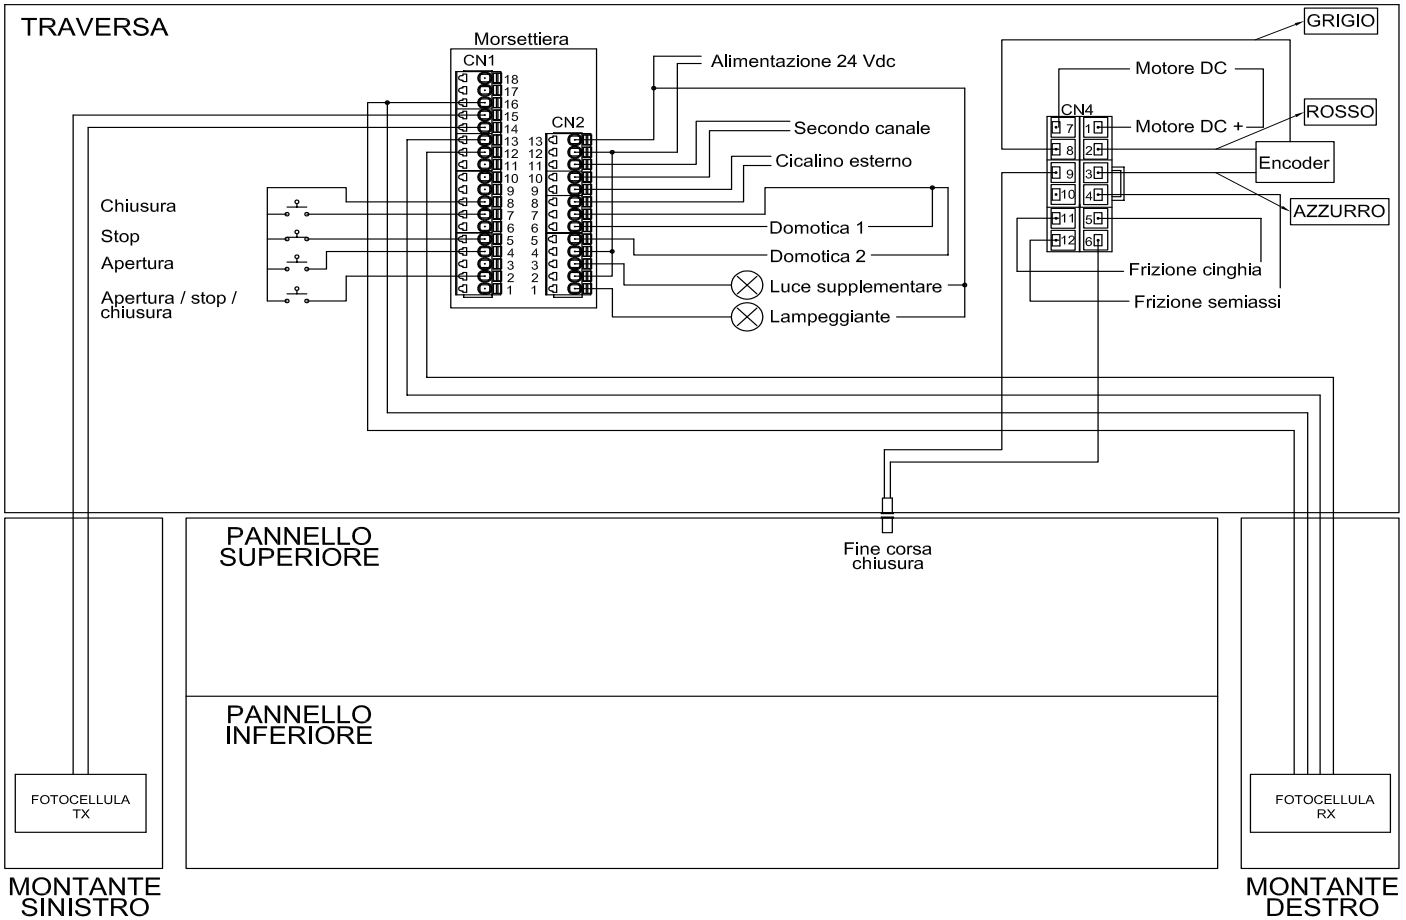 TRAVERSA
Morsettiera
CN1
18
17
16
15
14
13
12
11
10
9
8
7
6
5
4
3
2
1
CN2
13
12
11
10
9
8
7
6
5
4
3
2
1
Chiusura
Stop
Apertura
Apertura / stop /
chiusura
Alimentazione 24 Vdc
Secondo canale
Cicalino esterno
Domotica 1
Domotica 2
Luce supplementare
Lampeggiante
GRIGIO
Motore DC
CN4
ROSSO
Motore DC +
7 1
8 2
9 3
10 4
11 5
12 6
Encoder
AZZURRO
Frizione cinghia
Frizione semiassi
Fine corsa
chiusura
PANNELLO
SUPERIORE
PANNELLO
INFERIORE
FOTOCELLULA
TX
FOTOCELLULA
RX
MONTANTE
SINISTRO
MONTANTE
DESTRO